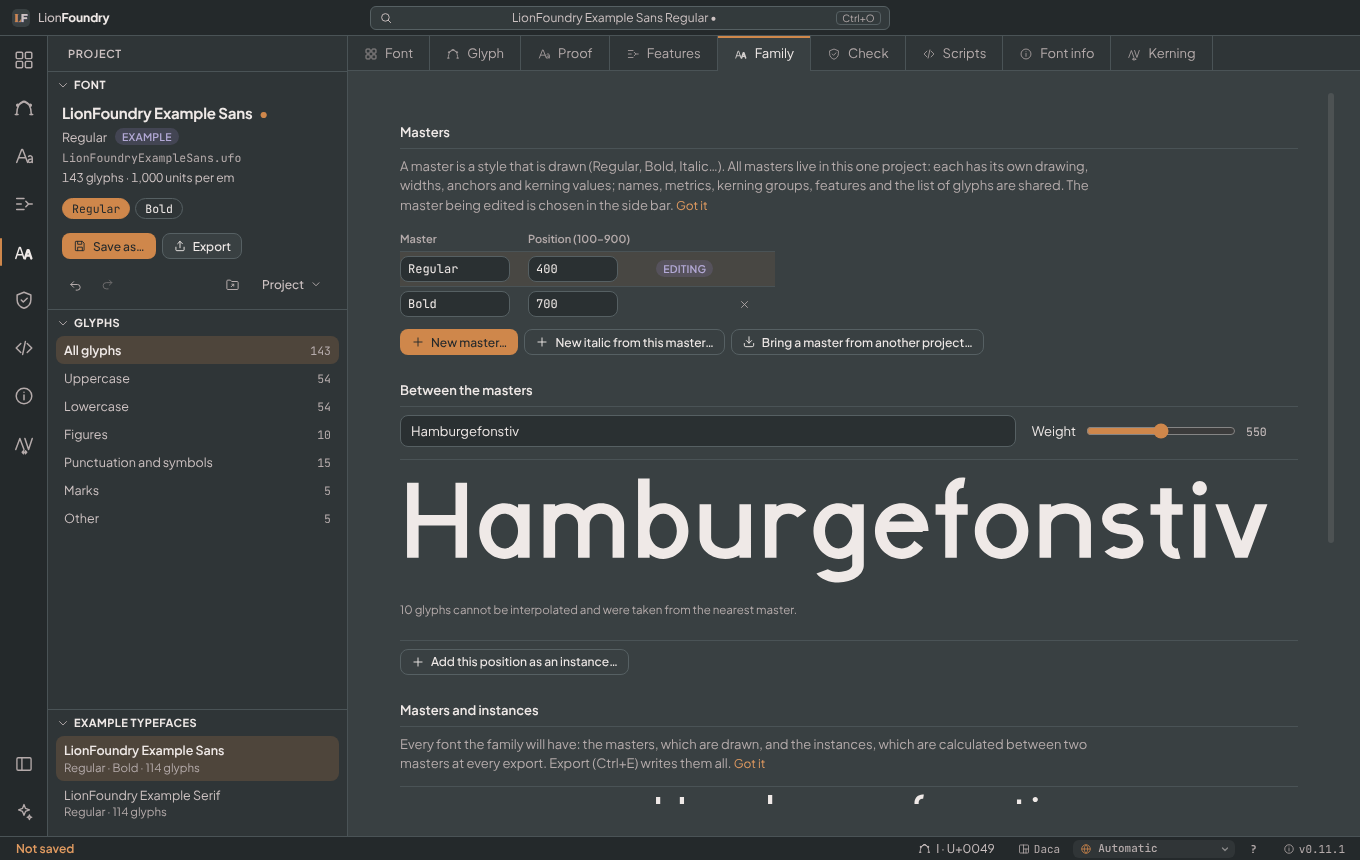 LF LionFoundry
LionFoundry Example Sans Regular •
Ctrl+O
PROJECT
Font
Glyph
Proof
Features
Family
Check
Scripts
Font info
Kerning
FONT
LionFoundry Example Sans
Regular EXAMPLE
LionFoundryExampleSans.ufo
143 glyphs · 1,000 units per em
Regular Bold
Save as… Export
Project
GLYPHS
All glyphs 143
Uppercase 54
Lowercase 54
Figures 10
Punctuation and symbols 15
Marks 5
Other 5
EXAMPLE TYPEFACES
LionFoundry Example Sans
Regular · Bold · 114 glyphs
LionFoundry Example Serif
Regular · 114 glyphs
Masters
A master is a style that is drawn (Regular, Bold, Italic…). All masters live in this one project: each has its own drawing,
widths, anchors and kerning values; names, metrics, kerning groups, features and the list of glyphs are shared. The
master being edited is chosen in the side bar. Got it
Master Position (100–900)
Regular 400 EDITING
Bold 700
New master… New italic from this master… Bring a master from another project…
Between the masters
Hamburgefonstiv Weight 550
Hamburgefonstiv
10 glyphs cannot be interpolated and were taken from the nearest master.
Add this position as an instance…
Masters and instances
Every font the family will have: the masters, which are drawn, and the instances, which are calculated between two
masters at every export. Export (Ctrl+E) writes them all. Got it
Not saved
I · U+0049
Daca
Automatic
?
v0.11.1